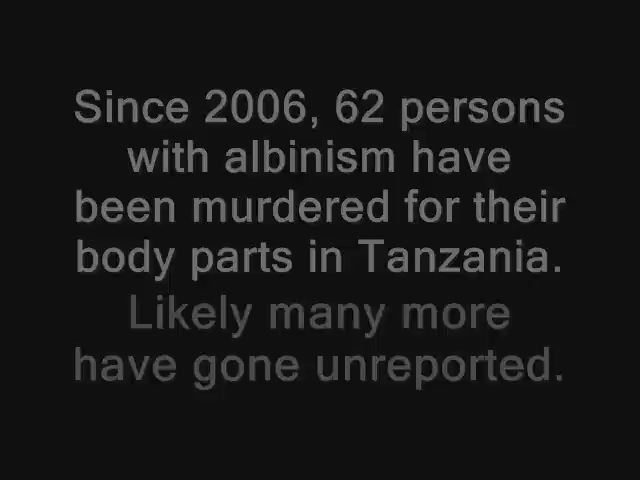 Since 2006, 62 persons
with albinism have
been murdered for their
body parts in Tanzania.
Likely many more
have gone unreported.